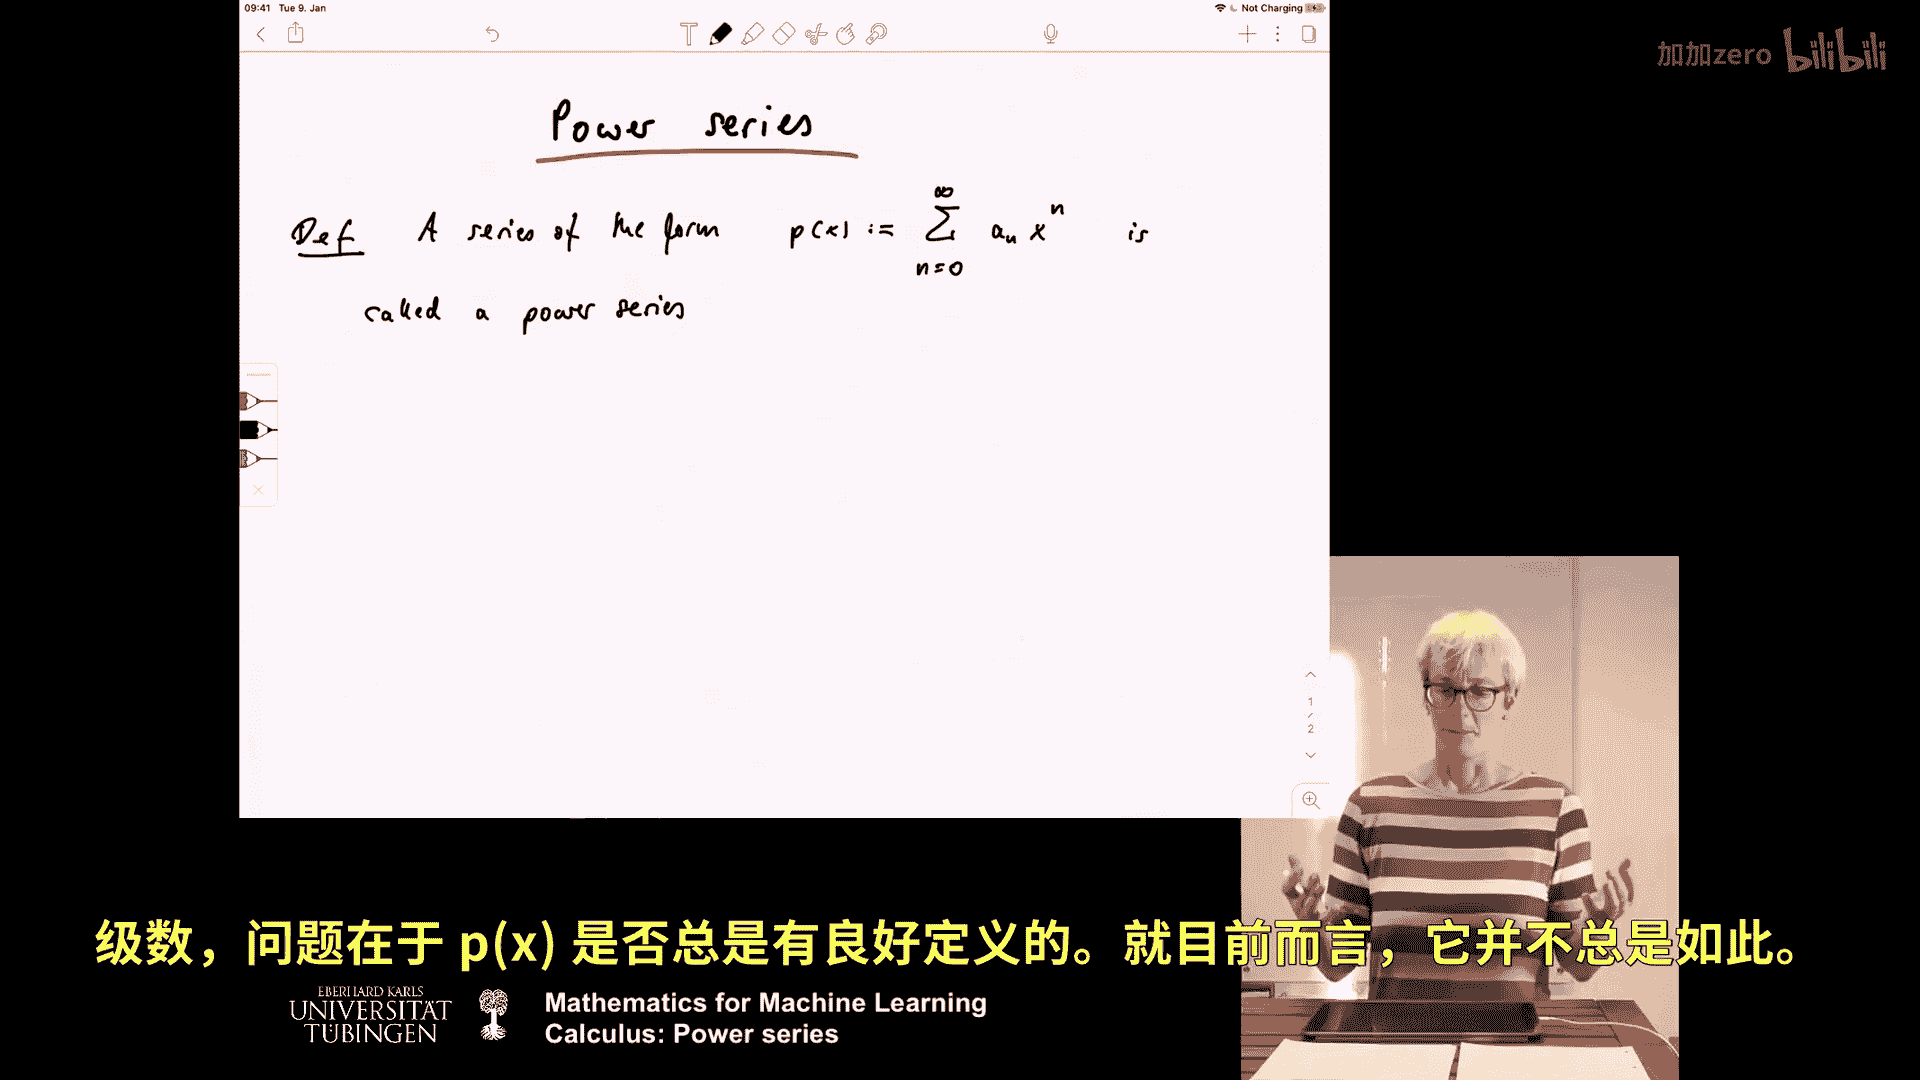 09:41 Tue 9. Jan
Not Charging
加加zero bilibili
Power series
Def A series of the form p(x) := ∑_{n=0}^{∞} a_n x^n is
called a power series
1
/
2
级数，问题在于 p(x) 是否总是有良好定义的。就目前而言，它并不总是如此。
EBERHARD KARLS
UNIVERSITÄT
TÜBINGEN
Mathematics for Machine Learning
Calculus: Power series